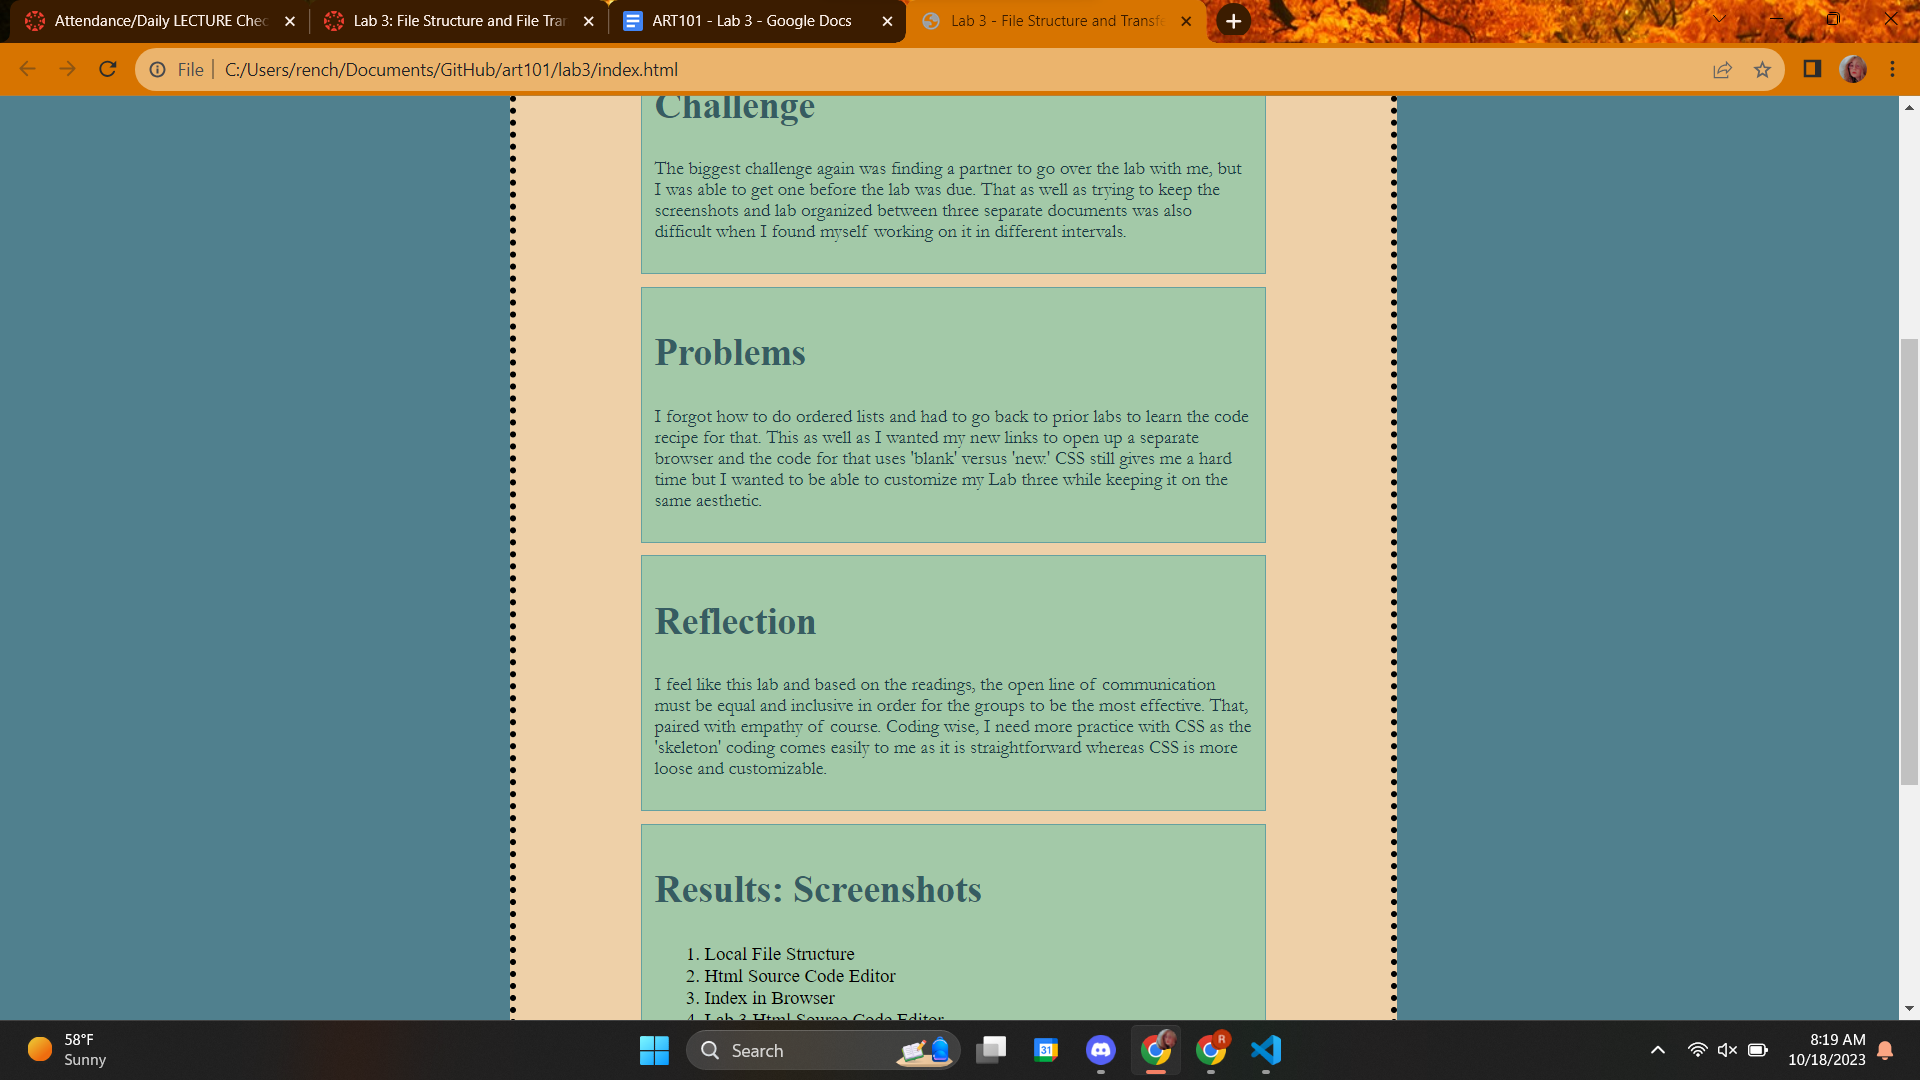 Attendance/Daily LECTURE Chec
Lab 3: File Structure and File Tran
ART101 - Lab 3 - Google Docs
Lab 3 - File Structure and Transfe
File
C:/Users/rench/Documents/GitHub/art101/lab3/index.html
Challenge
The biggest challenge again was finding a partner to go over the lab with me, but
I was able to get one before the lab was due. That as well as trying to keep the
screenshots and lab organized between three separate documents was also
difficult when I found myself working on it in different intervals.
Problems
I forgot how to do ordered lists and had to go back to prior labs to learn the code
recipe for that. This as well as I wanted my new links to open up a separate
browser and the code for that uses 'blank' versus 'new.' CSS still gives me a hard
time but I wanted to be able to customize my Lab three while keeping it on the
same aesthetic.
Reflection
I feel like this lab and based on the readings, the open line of communication
must be equal and inclusive in order for the groups to be the most effective. That,
paired with empathy of course. Coding wise, I need more practice with CSS as the
'skeleton' coding comes easily to me as it is straightforward whereas CSS is more
loose and customizable.
Results: Screenshots
1. Local File Structure
2. Html Source Code Editor
3. Index in Browser
4. Lab 3 Html Source Code Editor
58°F
Sunny
Search
31
R
8:19 AM
10/18/2023